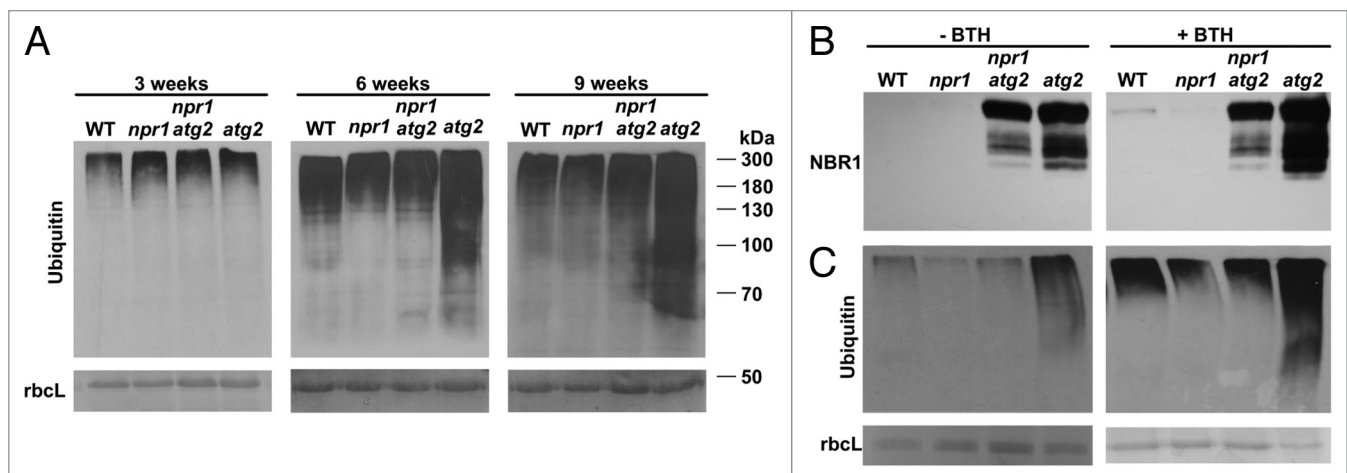 A
3 weeks
6 weeks
9 weeks
WT npr1 npr1 atg2 atg2
WT npr1 npr1 atg2 atg2
WT npr1 npr1 atg2 atg2
kDa
300
180
130
100
70
50
Ubiquitin
rbcL
B
- BTH
+ BTH
WT npr1 npr1 atg2 atg2
WT npr1 npr1 atg2 atg2
NBR1
C
Ubiquitin
rbcL